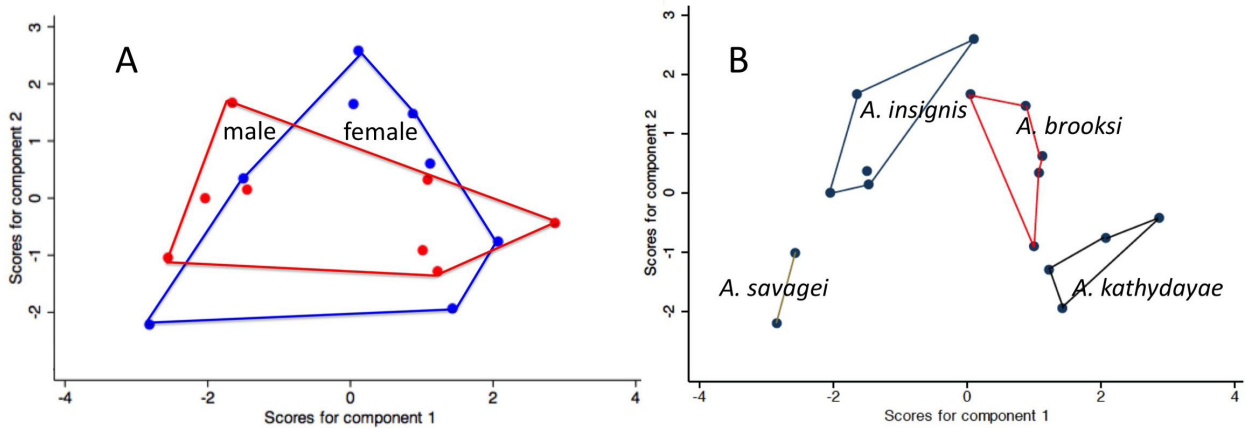 A
male
female
3
2
1
0
-1
-2
Scores for component 2
-4
-2
0
2
4
Scores for component 1
B
A. insignis
A. brooksi
A. savagei
A. kathydayae
3
2
1
0
-1
-2
Scores for component 2
-4
-2
0
2
4
Scores for component 1